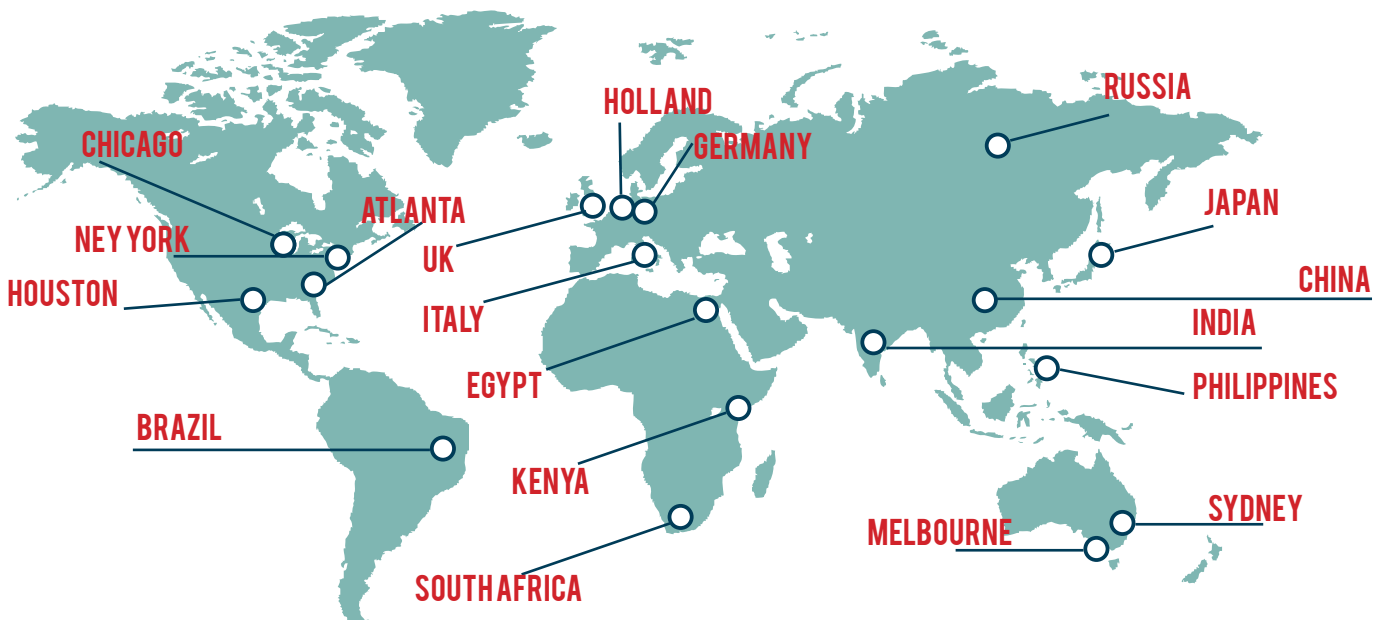 RUSSIA
HOLLAND
CHICAGO
GERMANY
JAPAN
ATLANTA
NEY YORK
UK
CHINA
HOUSTON
ITALY
INDIA
EGYPT
PHILIPPINES
BRAZIL
KENYA
SYDNEY
MELBOURNE
SOUTH AFRICA